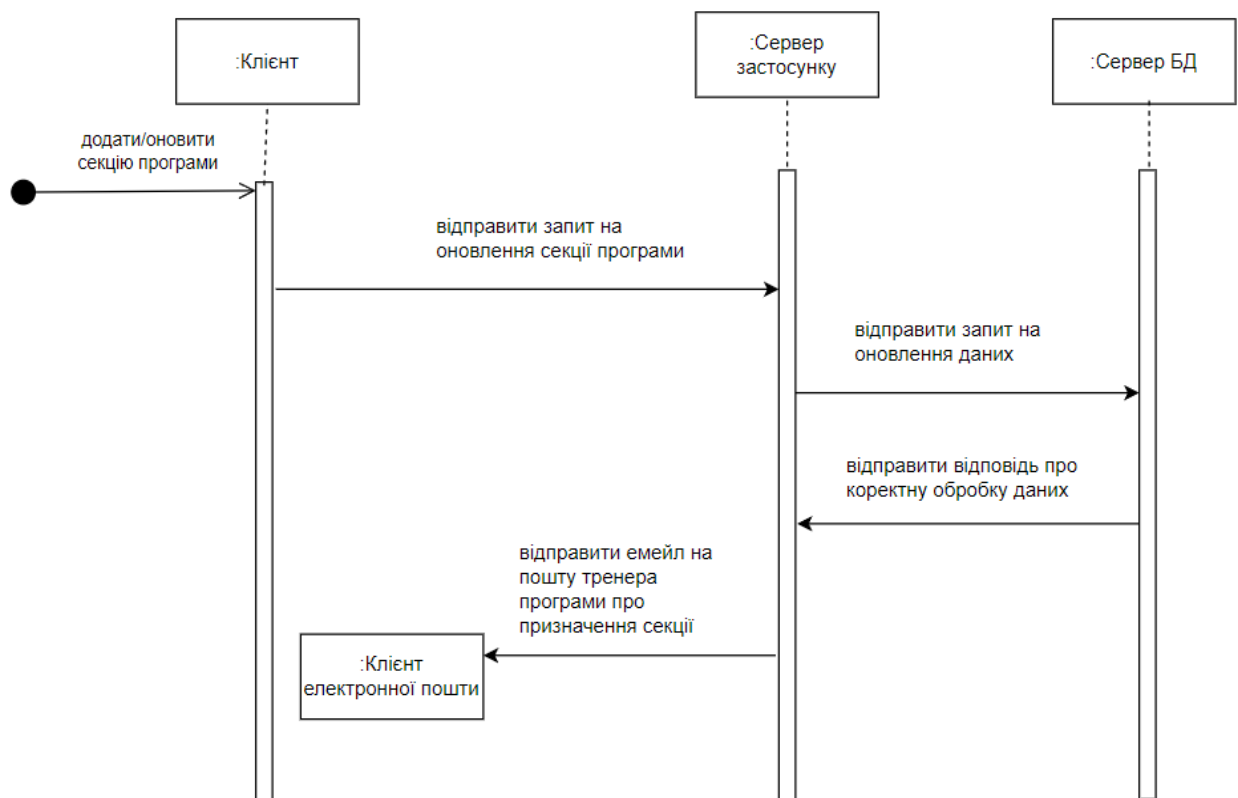 :Клієнт
:Сервер
застосунку
:Сервер БД
додати/оновити
секцію програми
відправити запит на
оновлення секції програми
відправити запит на
оновлення даних
відправити відповідь про
коректну обробку даних
відправити емейл на
пошту тренера
програми про
призначення секції
:Клієнт
електронної пошти